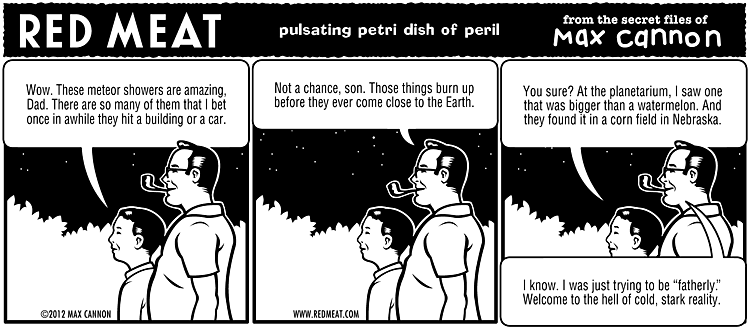 RED MEAT
pulsating petri dish of peril
from the secret files of
Max cannon
Wow. These meteor showers are amazing,
Dad. There are so many of them that I bet
once in awhile they hit a building or a car.
©2012 MAX CANNON
Not a chance, son. Those things burn up
before they ever come close to the Earth.
WWW.REDMEAT.COM
You sure? At the planetarium, I saw one
that was bigger than a watermelon. And
they found it in a corn field in Nebraska.
I know. I was just trying to be “fatherly.”
Welcome to the hell of cold, stark reality.